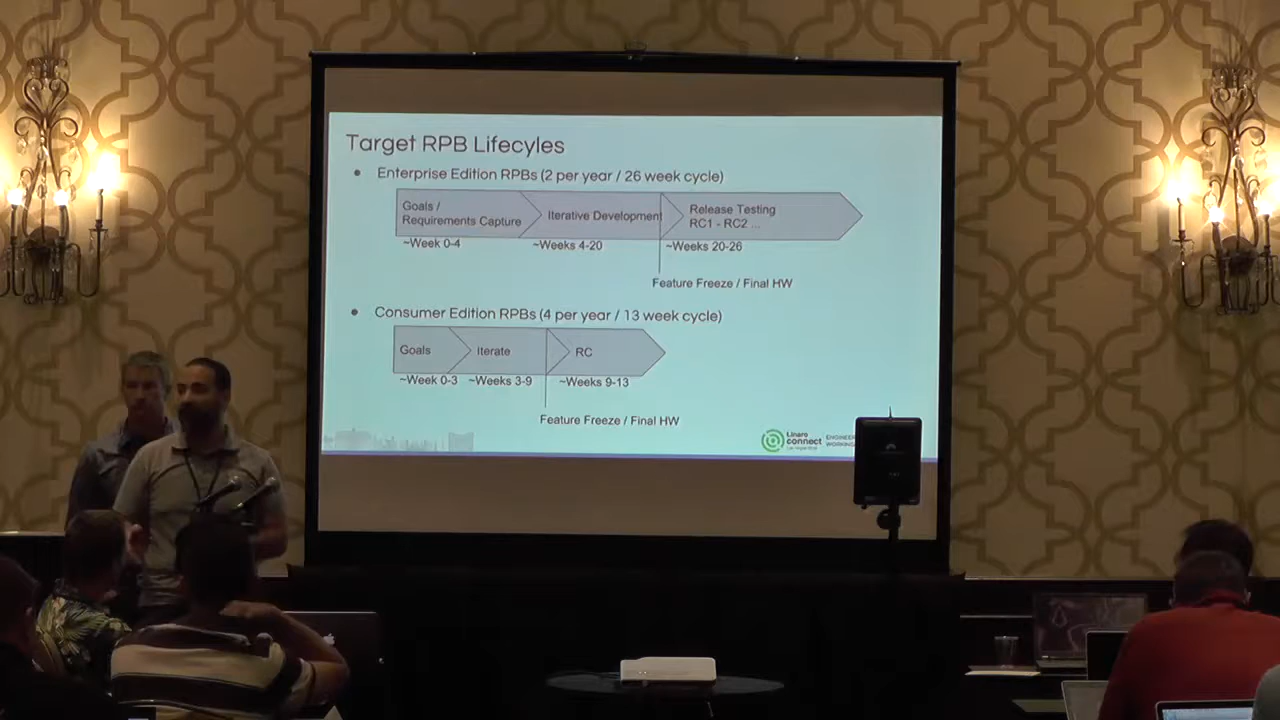 Target RPB Lifecyles
Enterprise Edition RPBs (2 per year / 26 week cycle)
Goals /
Requirements Capture
Iterative Development
Release Testing
RC1 - RC2 ...
~Week 0-4
~Weeks 4-20
~Weeks 20-26
Feature Freeze / Final HW
Consumer Edition RPBs (4 per year / 13 week cycle)
Goals
Iterate
RC
~Week 0-3
~Weeks 3-9
~Weeks 9-13
Feature Freeze / Final HW
Linaro
connect